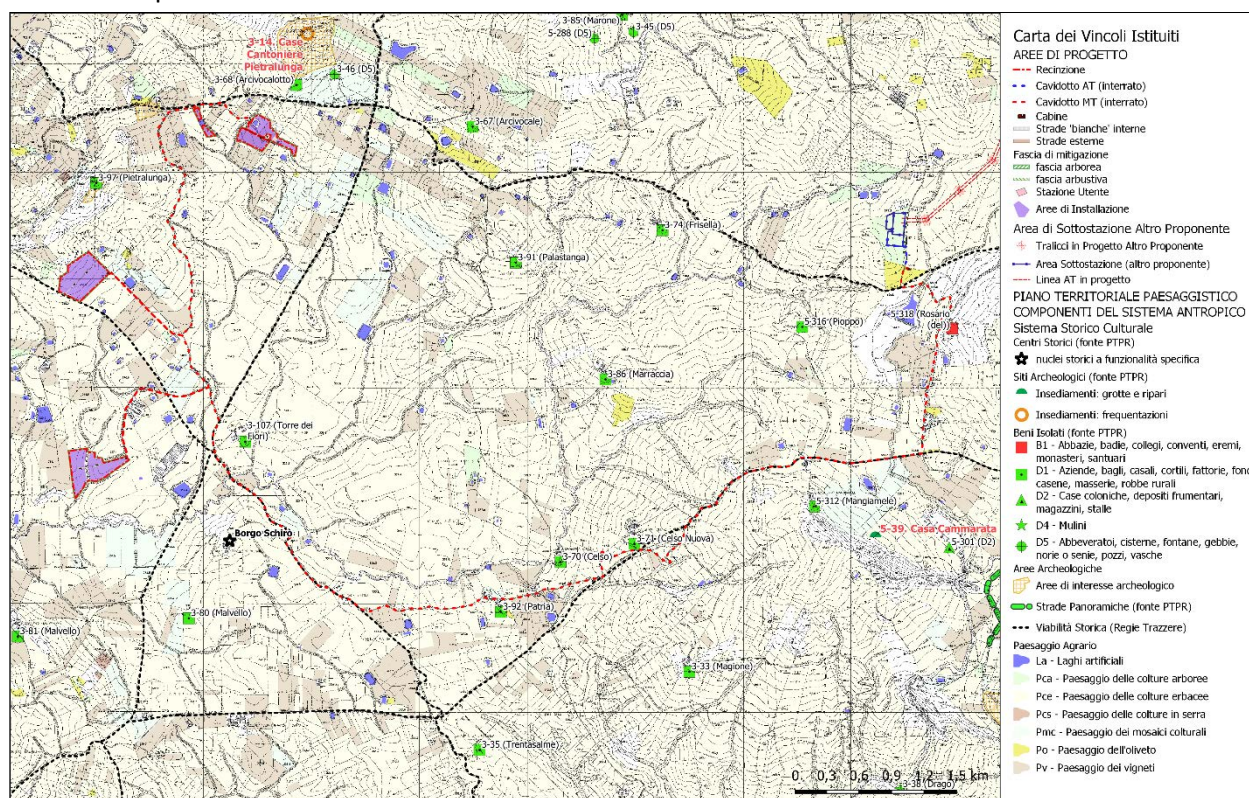 3-85 (Marone)
3-45 (D5)
5-288 (D5)
3-14. Case
Cantoniere
Pietralunga
3-46 (D5)
3-68 (Arcivocalotto)
3-67 (Arcivocale)
3-97 (Pietralunga)
3-74 (Frisella)
3-91 (Palastanga)
5-318 (Rosario
(del))
5-316 (Pioppo)
3-86 (Marraccia)
3-107 (Torre dei
Fiori)
5-312 (Mangiamele)
5-39. Casa Cammarata
Borgo Schirò
3-71 (Celso Nuova)
5-301 (D2)
3-70 (Celso)
3-92 (Patria)
3-80 (Malvello)
3-81 (Malvello)
3-33 (Magione)
3-35 (Trentasalme)
0 0,3 0,6 0,9 1,2 1,5 km
3-38 (Drago)
Carta dei Vincoli Istituiti
AREE DI PROGETTO
Recinzione
Cavidotto AT (interrato)
Cavidotto MT (interrato)
Cabine
Strade 'bianche' interne
Strade esterne
Fascia di mitigazione
fascia arborea
fascia arbustiva
Stazione Utente
Aree di Installazione
Area di Sottostazione Altro Proponente
Tralicci in Progetto Altro Proponente
Area Sottostazione (altro proponente)
Linea AT in progetto
PIANO TERRITORIALE PAESAGGISTICO
COMPONENTI DEL SISTEMA ANTROPICO
Sistema Storico Culturale
Centri Storici (fonte PTPR)
nuclei storici a funzionalità specifica
Siti Archeologici (fonte PTPR)
Insediamenti: grotte e ripari
Insediamenti: frequentazioni
Beni Isolati (fonte PTPR)
B1 - Abbazie, badie, collegi, conventi, eremi,
monasteri, santuari
D1 - Aziende, bagli, casali, cortili, fattorie, fond
casene, masserie, robbe rurali
D2 - Case coloniche, depositi frumentari,
magazzini, stalle
D4 - Mulini
D5 - Abbeveratoi, cisterne, fontane, gebbie,
norie o senie, pozzi, vasche
Aree Archeologiche
Aree di interesse archeologico
Strade Panoramiche (fonte PTPR)
Viabilità Storica (Regie Trazzere)
Paesaggio Agrario
La - Laghi artificiali
Pca - Paesaggio delle colture arboree
Pce - Paesaggio delle colture erbacee
Pcs - Paesaggio delle colture in serra
Pmc - Paesaggio dei mosaici colturali
Po - Paesaggio dell'oliveto
Pv - Paesaggio dei vigneti